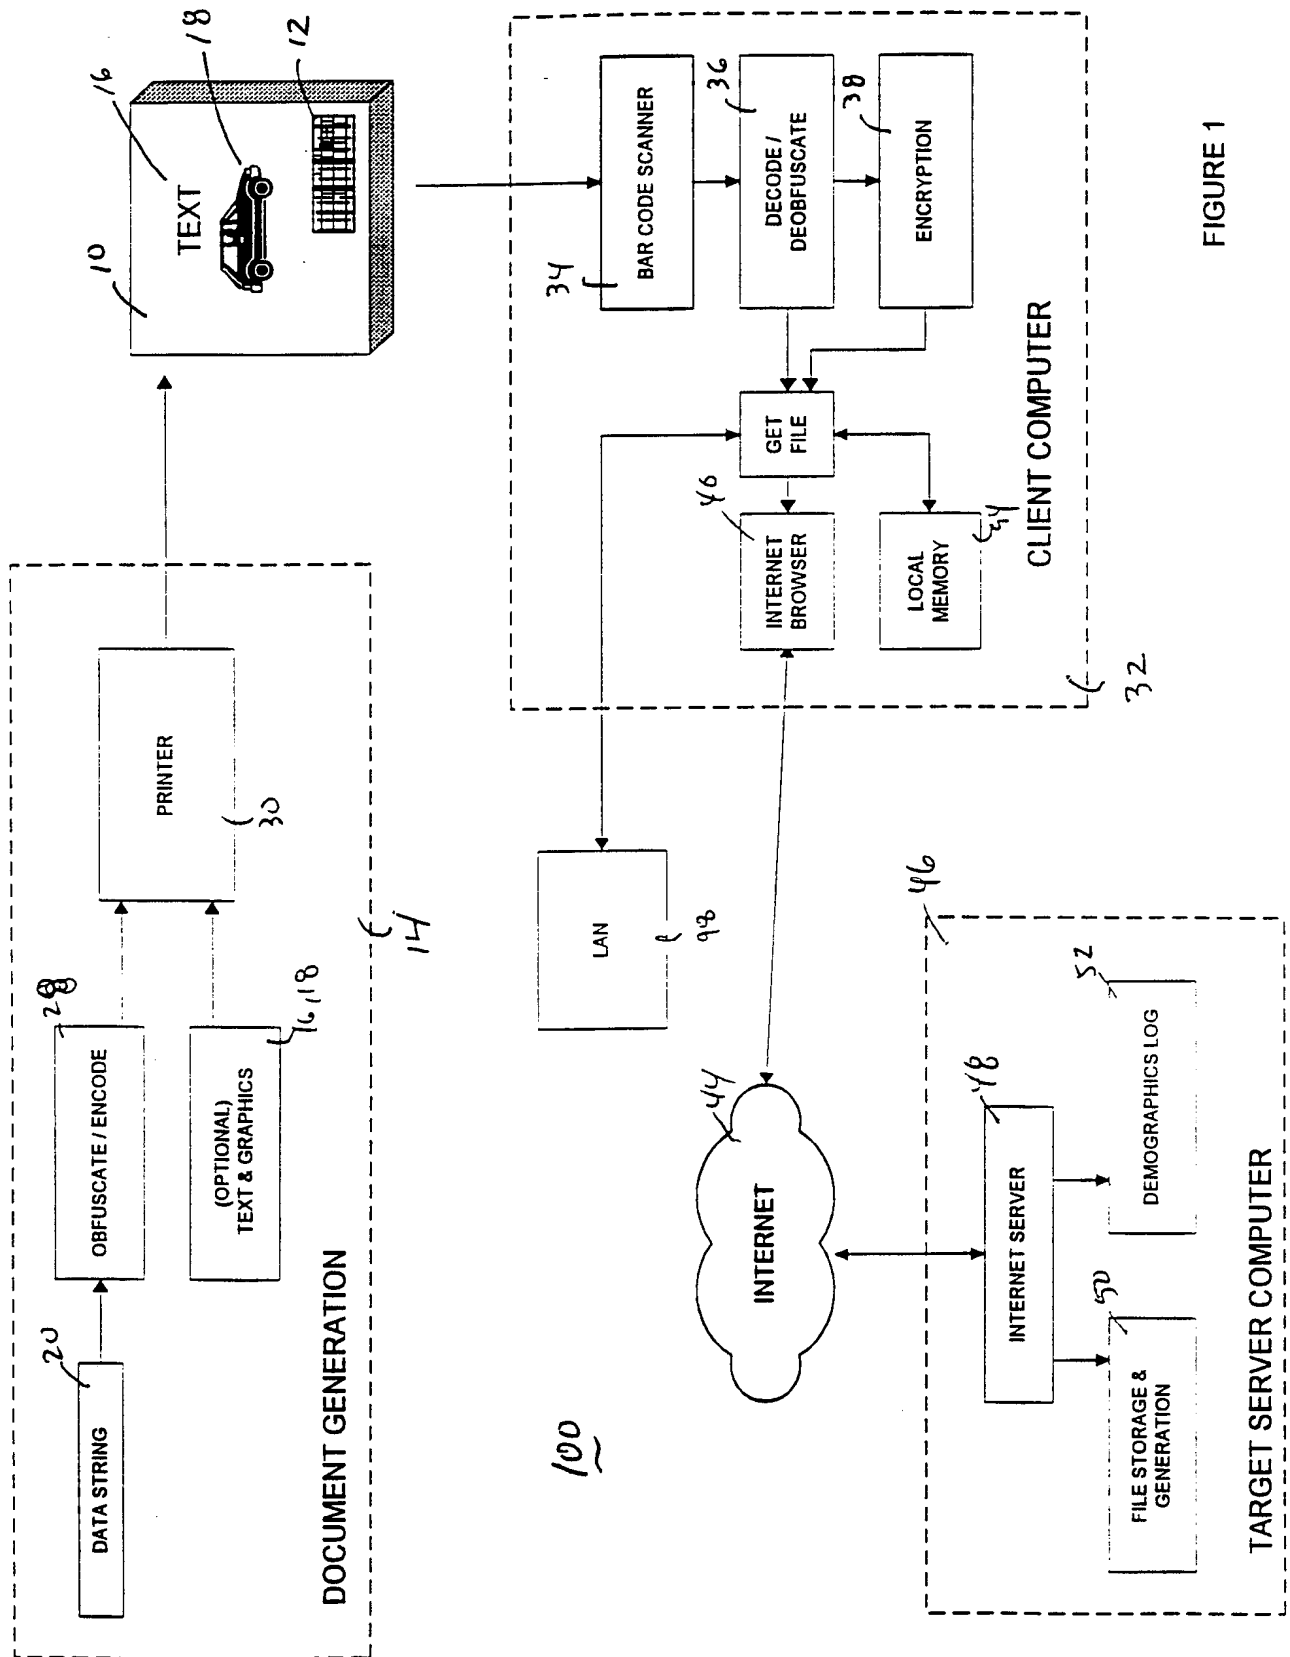 DATA STRING
20
OBFUSCATE / ENCODE
28
(OPTIONAL)
TEXT & GRAPHICS
16,18
PRINTER
30
DOCUMENT GENERATION
14
10
TEXT
16
18
12
BAR CODE SCANNER
34
DECODE /
DEOBFUSCATE
36
ENCRYPTION
38
GET
FILE
INTERNET
BROWSER
40
LOCAL
MEMORY
CLIENT COMPUTER
32
LAN
98
INTERNET
44
100
46
INTERNET SERVER
48
FILE STORAGE &
GENERATION
50
DEMOGRAPHICS LOG
52
TARGET SERVER COMPUTER
FIGURE 1